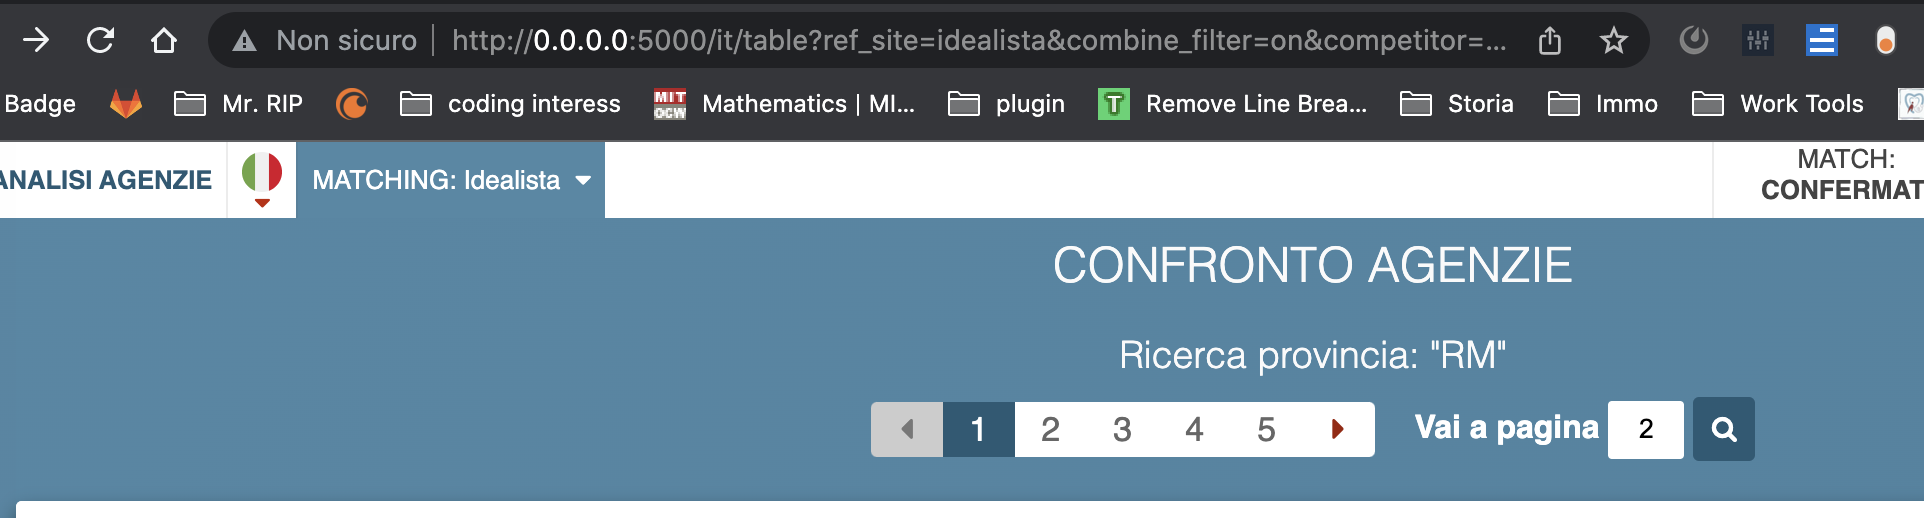 Non sicuro http://0.0.0.0:5000/it/table?ref_site=idealista&combine_filter=on&competitor=...
Badge Mr. RIP coding interess MIT OCW Mathematics | MI... plugin T Remove Line Brea... Storia Immo Work Tools
ANALISI AGENZIE MATCHING: Idealista MATCH:
CONFERMAT
CONFRONTO AGENZIE
Ricerca provincia: "RM"
1 2 3 4 5 Vai a pagina 2